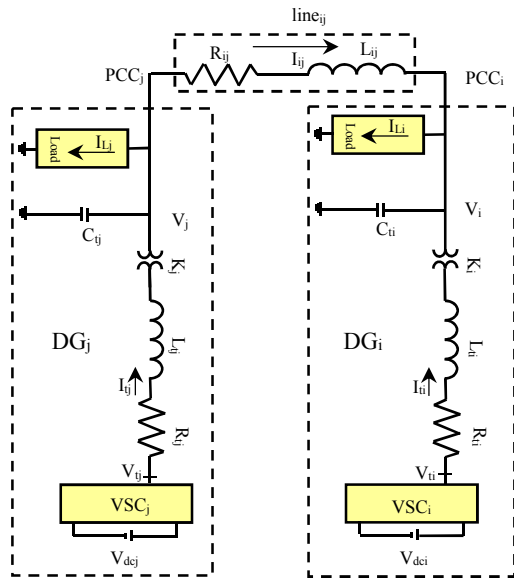 line_ij
R_ij
I_ij
L_ij
PCC_j
PCC_i
Load
I_Lj
Load
I_Li
V_j
V_i
C_tj
C_ti
K_j
K_i
DG_j
L_tj
DG_i
L_ti
I_tj
I_ti
R_tj
R_ti
V_tj
V_ti
VSC_j
VSC_i
V_dcj
V_dci